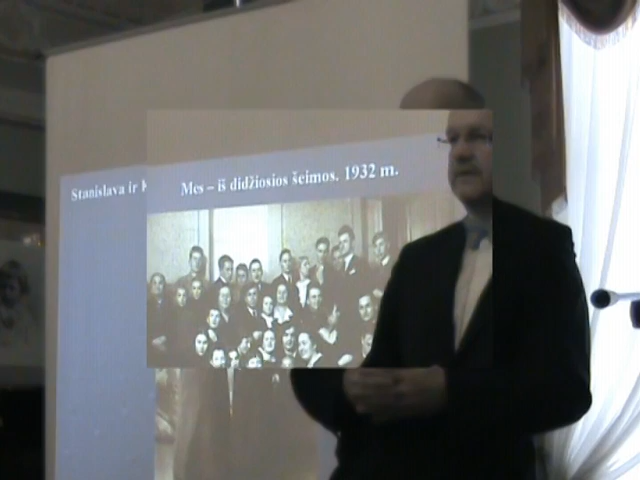 Stanislava ir
Mes – iš didžiosios šeimos. 1932 m.